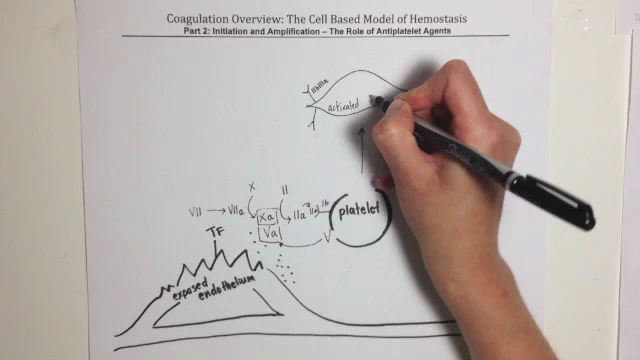 Coagulation Overview: The Cell Based Model of Hemostasis
Part 2: Initiation and Amplification – The Role of Antiplatelet Agents
IIbIIIa
activated
X
II
VII → VIIa
Xa
IIa
Ib
platelet
Va
V
TF
exposed
endothelium